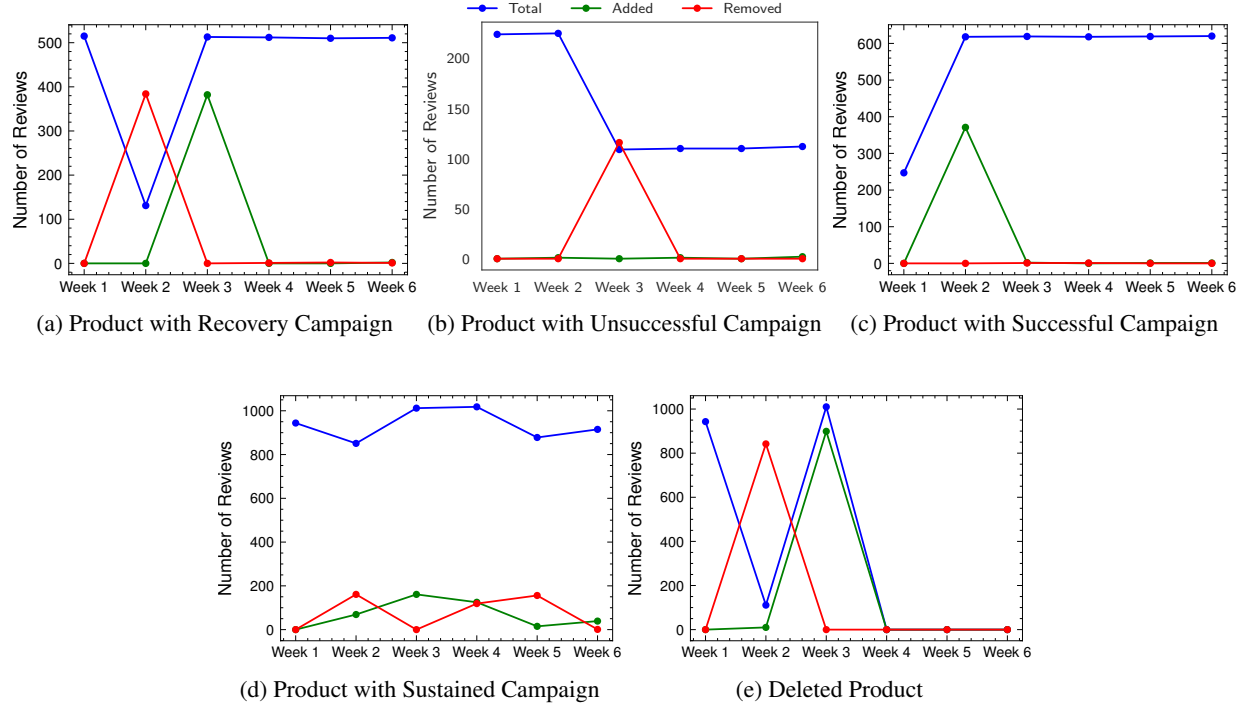 Total Added Removed
Number of Reviews
500
400
300
200
100
0
Week 1 Week 2 Week 3 Week 4 Week 5 Week 6
(a) Product with Recovery Campaign
Number of Reviews
200
150
100
50
0
Week 1 Week 2 Week 3 Week 4 Week 5 Week 6
(b) Product with Unsuccessful Campaign
Number of Reviews
600
500
400
300
200
100
0
Week 1 Week 2 Week 3 Week 4 Week 5 Week 6
(c) Product with Successful Campaign
Number of Reviews
1000
800
600
400
200
0
Week 1 Week 2 Week 3 Week 4 Week 5 Week 6
(d) Product with Sustained Campaign
Number of Reviews
1000
800
600
400
200
0
Week 1 Week 2 Week 3 Week 4 Week 5 Week 6
(e) Deleted Product